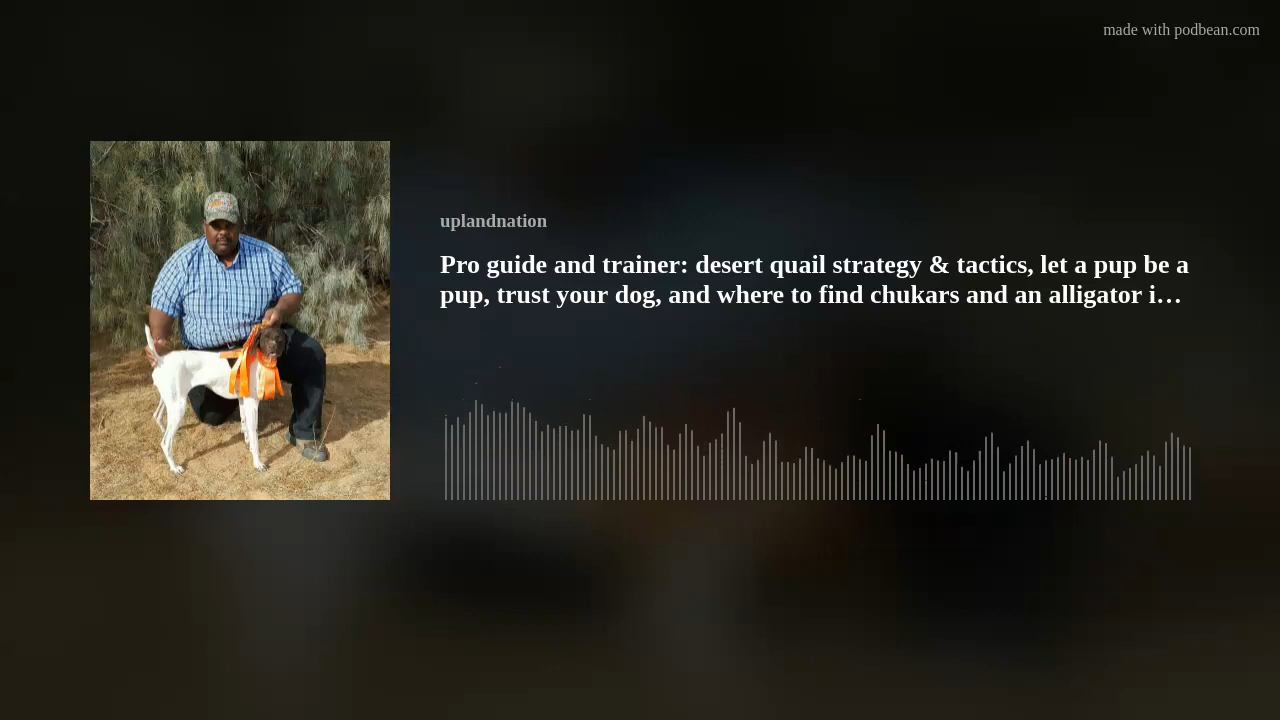 made with podbean.com
uplandnation
Pro guide and trainer: desert quail strategy & tactics, let a pup be a
pup, trust your dog, and where to find chukars and an alligator i…